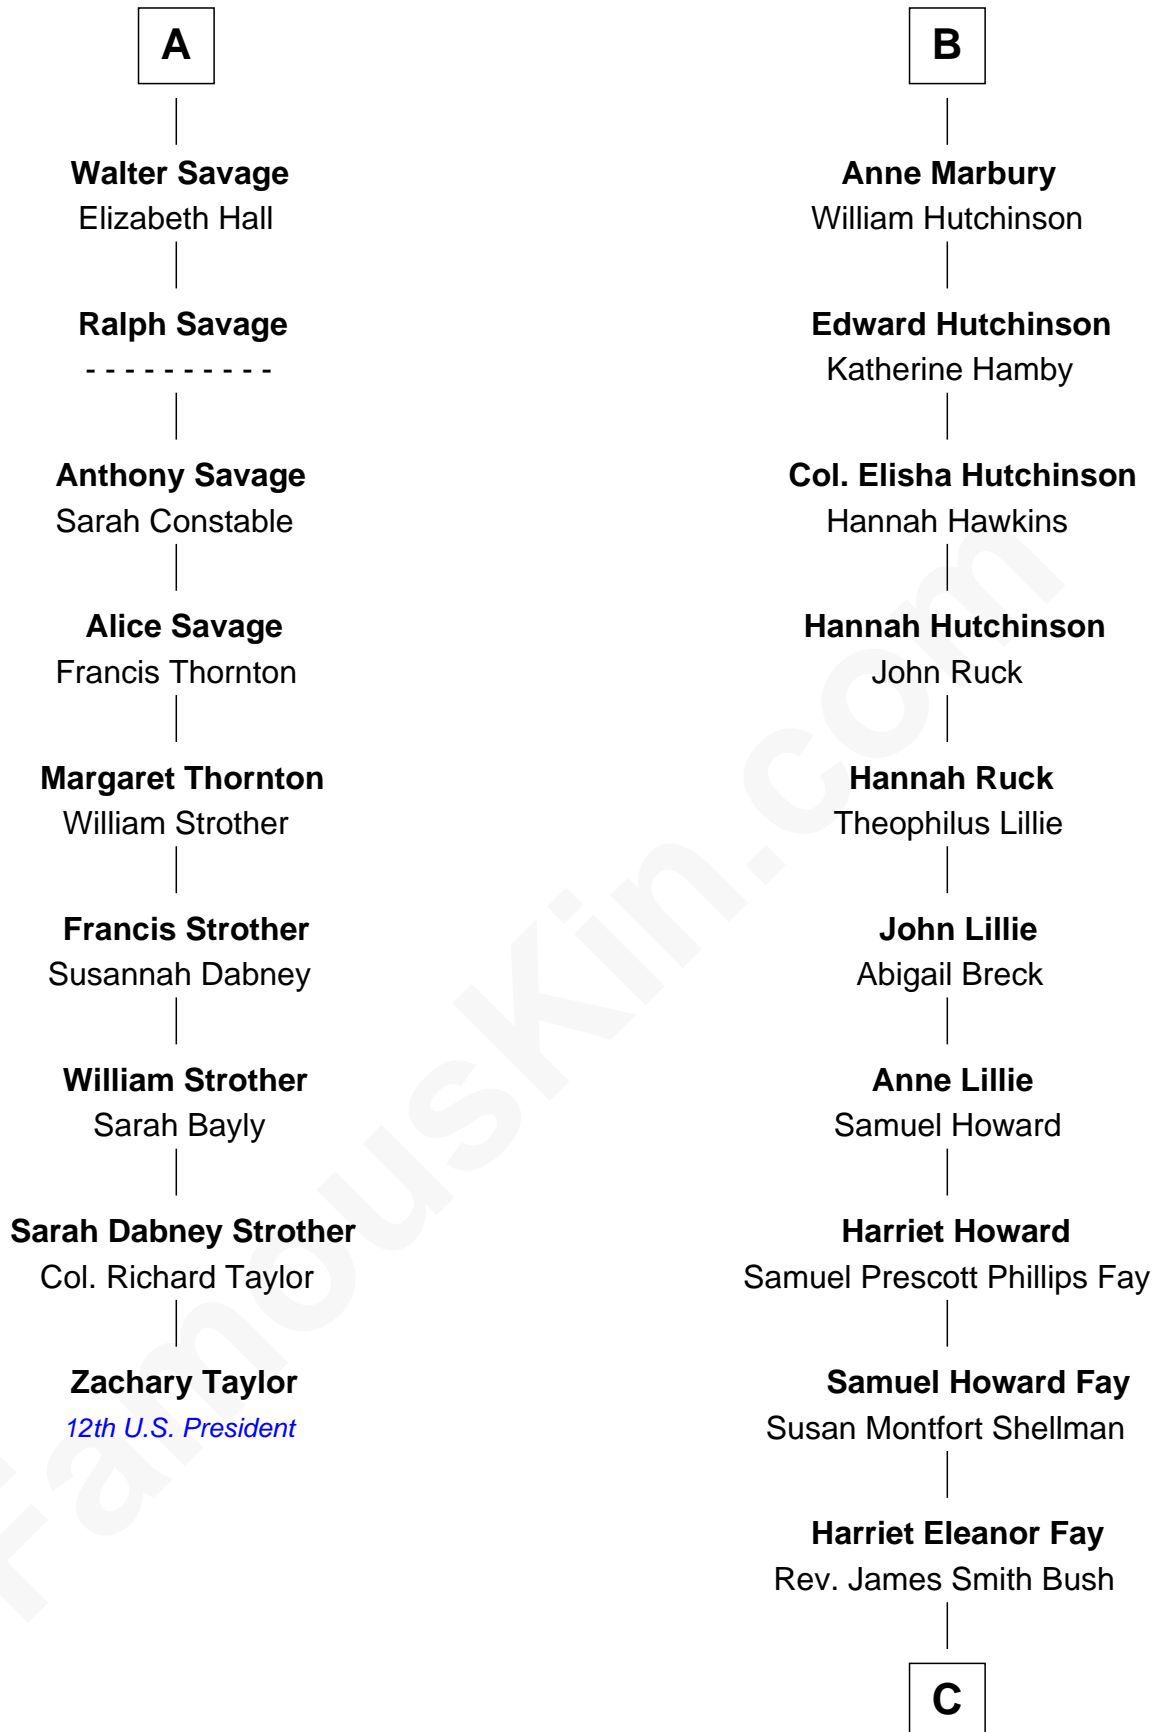 A
Walter Savage
Elizabeth Hall
Ralph Savage
- - - - - - - - - -
Anthony Savage
Sarah Constable
Alice Savage
Francis Thornton
Margaret Thornton
William Strother
Francis Strother
Susannah Dabney
William Strother
Sarah Bayly
Sarah Dabney Strother
Col. Richard Taylor
Zachary Taylor
12th U.S. President
B
Anne Marbury
William Hutchinson
Edward Hutchinson
Katherine Hamby
Col. Elisha Hutchinson
Hannah Hawkins
Hannah Hutchinson
John Ruck
Hannah Ruck
Theophilus Lillie
John Lillie
Abigail Breck
Anne Lillie
Samuel Howard
Harriet Howard
Samuel Prescott Phillips Fay
Samuel Howard Fay
Susan Montfort Shellman
Harriet Eleanor Fay
Rev. James Smith Bush
C
FamousKin.com